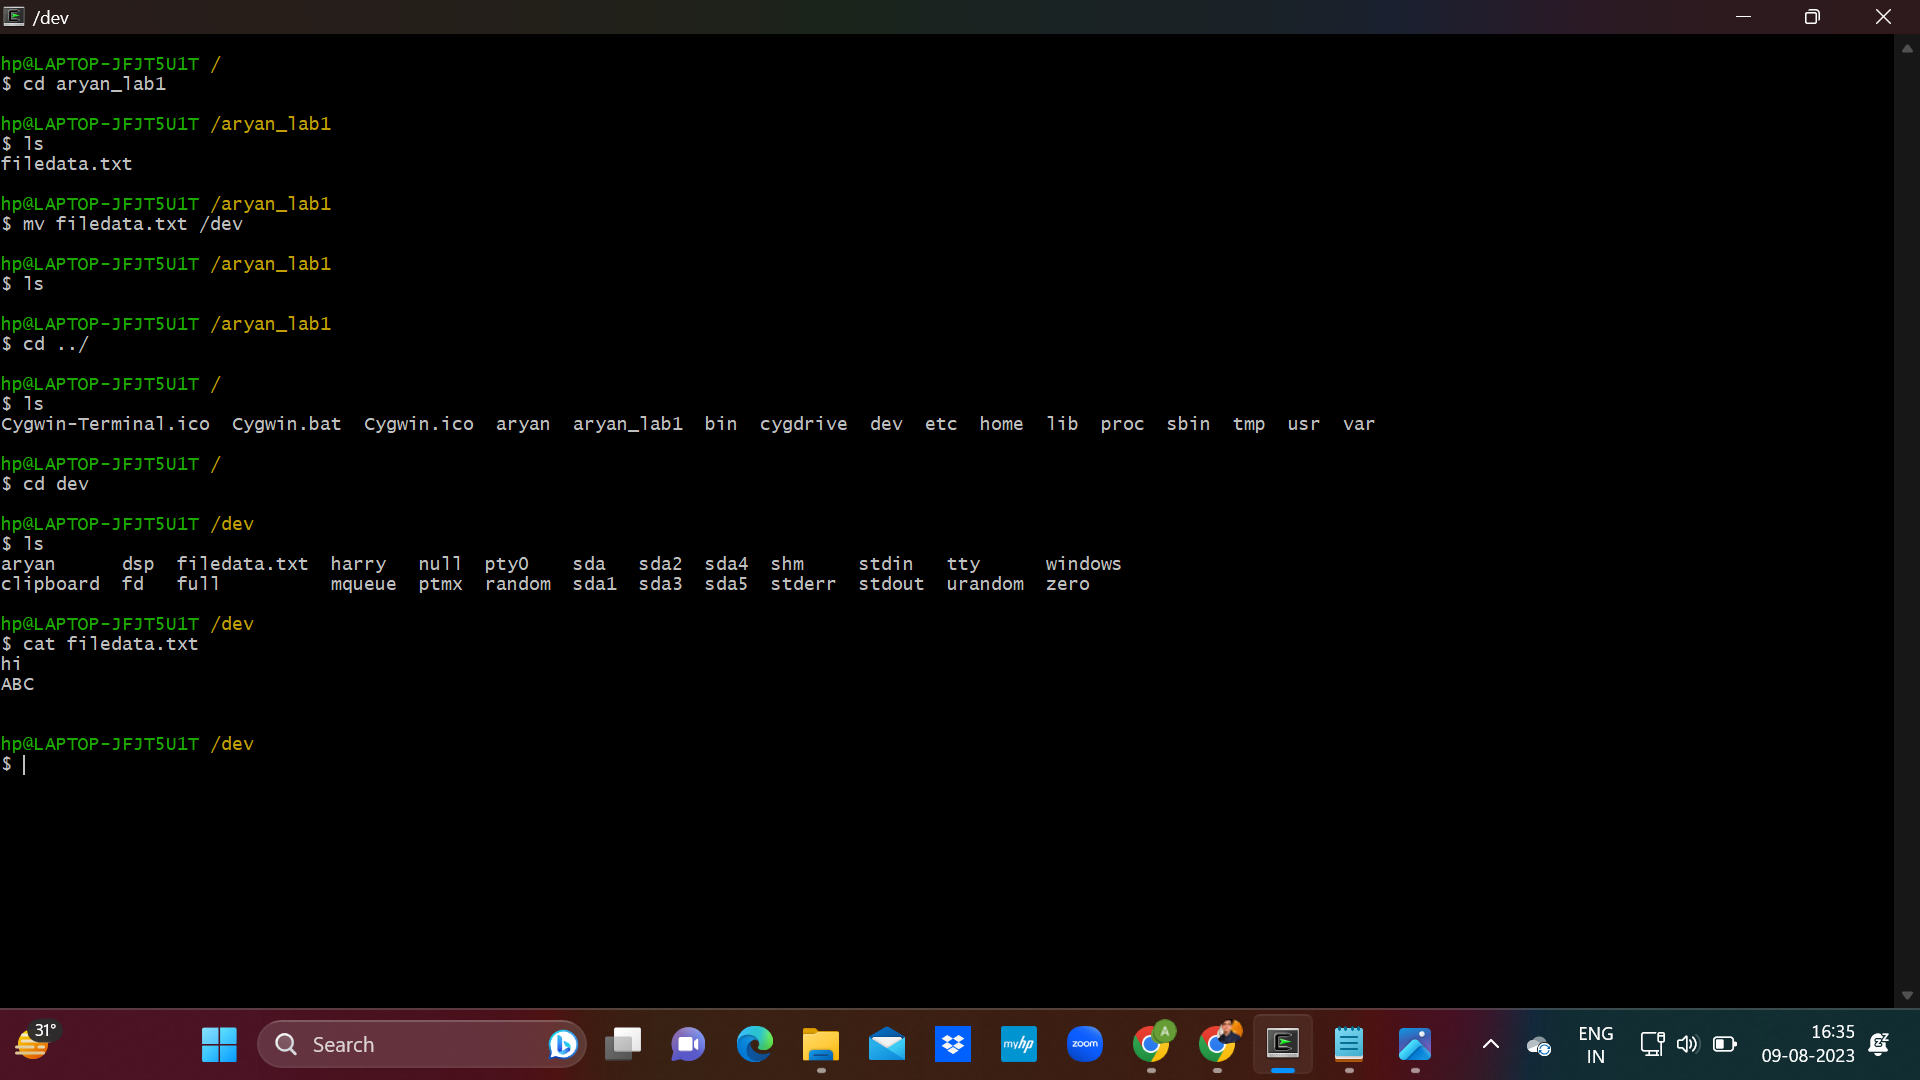 /dev
hp@LAPTOP-JFJT5U1T /
$ cd aryan_lab1
hp@LAPTOP-JFJT5U1T /aryan_lab1
$ ls
filedata.txt
hp@LAPTOP-JFJT5U1T /aryan_lab1
$ mv filedata.txt /dev
hp@LAPTOP-JFJT5U1T /aryan_lab1
$ ls
hp@LAPTOP-JFJT5U1T /aryan_lab1
$ cd ../
hp@LAPTOP-JFJT5U1T /
$ ls
Cygwin-Terminal.ico  Cygwin.bat  Cygwin.ico  aryan  aryan_lab1  bin  cygdrive  dev  etc  home  lib  proc  sbin  tmp  usr  var
hp@LAPTOP-JFJT5U1T /
$ cd dev
hp@LAPTOP-JFJT5U1T /dev
$ ls
aryan      dsp  filedata.txt  harry   null  pty0    sda   sda2  sda4  shm     stdin   tty      windows
clipboard  fd   full          mqueue  ptmx  random  sda1  sda3  sda5  stderr  stdout  urandom  zero
hp@LAPTOP-JFJT5U1T /dev
$ cat filedata.txt
hi
ABC
hp@LAPTOP-JFJT5U1T /dev
$
31°
Search
myhp
zoom
A
ENG
IN
16:35
09-08-2023